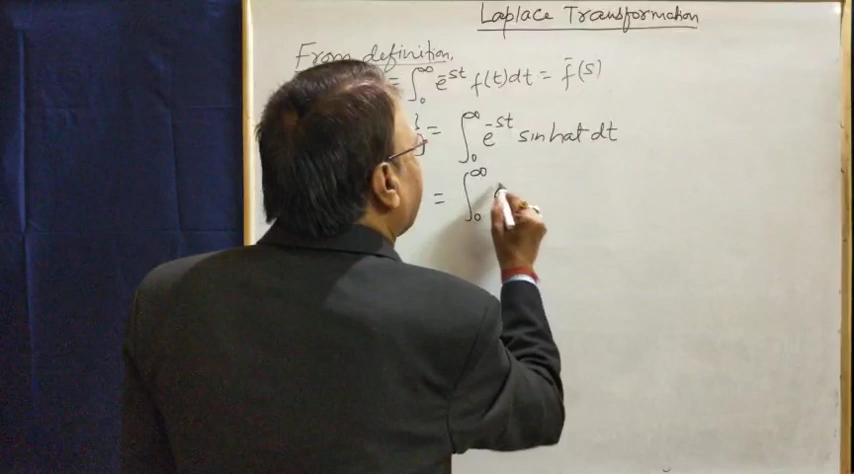 Laplace Transformation
From definition,
= ∫₀^∞ e^-st f(t) dt = f̄(s)
} = ∫₀^∞ e^-st sinhat dt
= ∫₀^∞